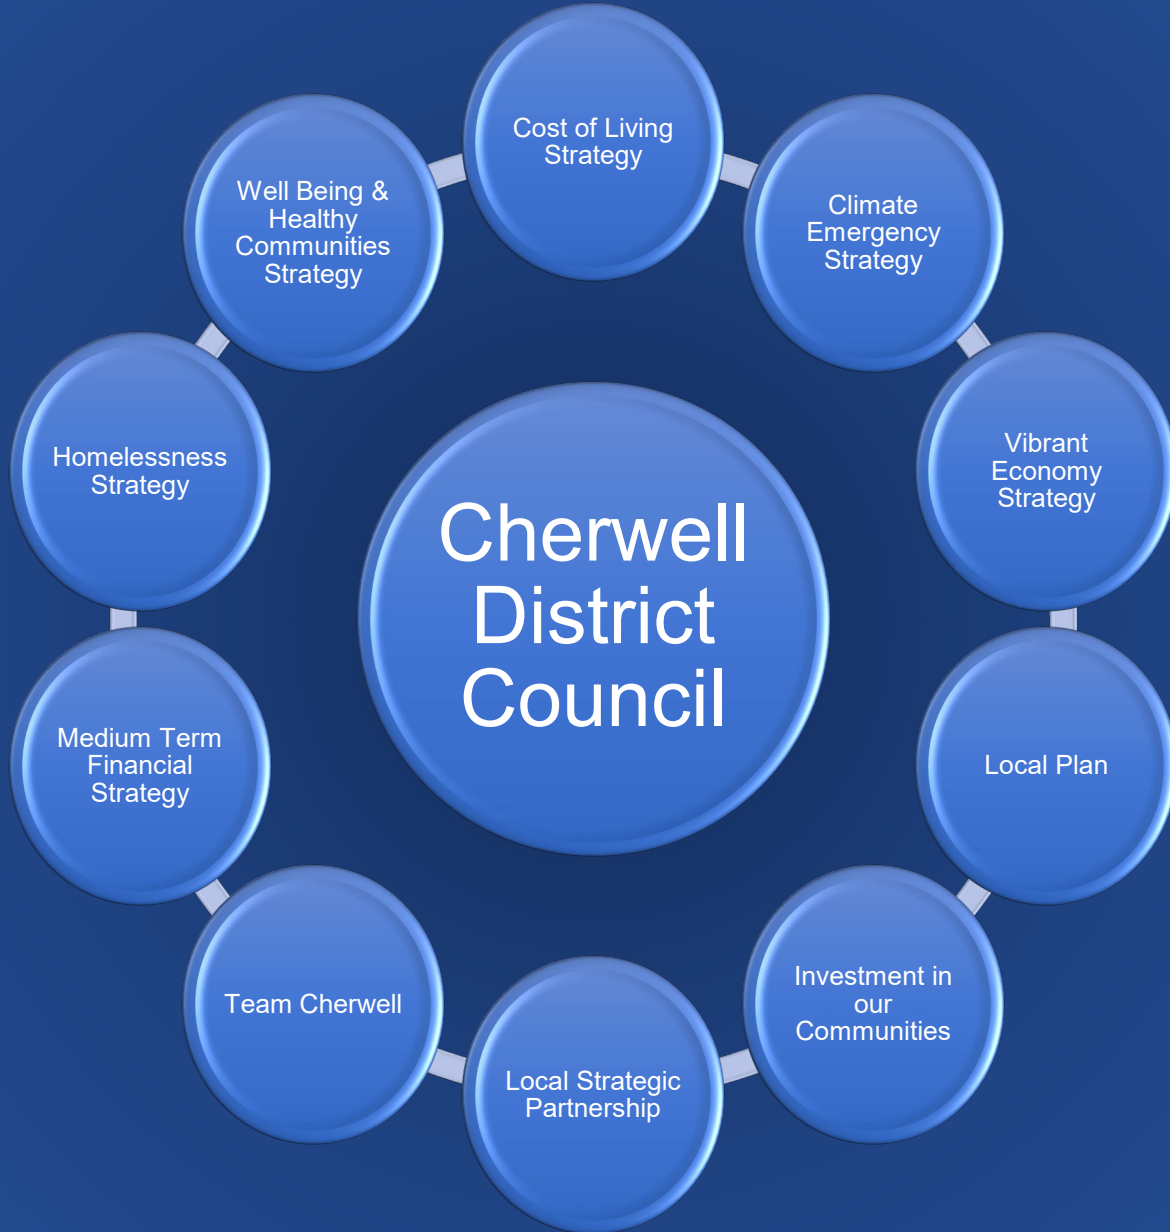 Cost of Living
Strategy
Climate
Emergency
Strategy
Vibrant
Economy
Strategy
Local Plan
Investment in
our
Communities
Local Strategic
Partnership
Team Cherwell
Medium Term
Financial
Strategy
Homelessness
Strategy
Well Being &
Healthy
Communities
Strategy
Cherwell
District
Council